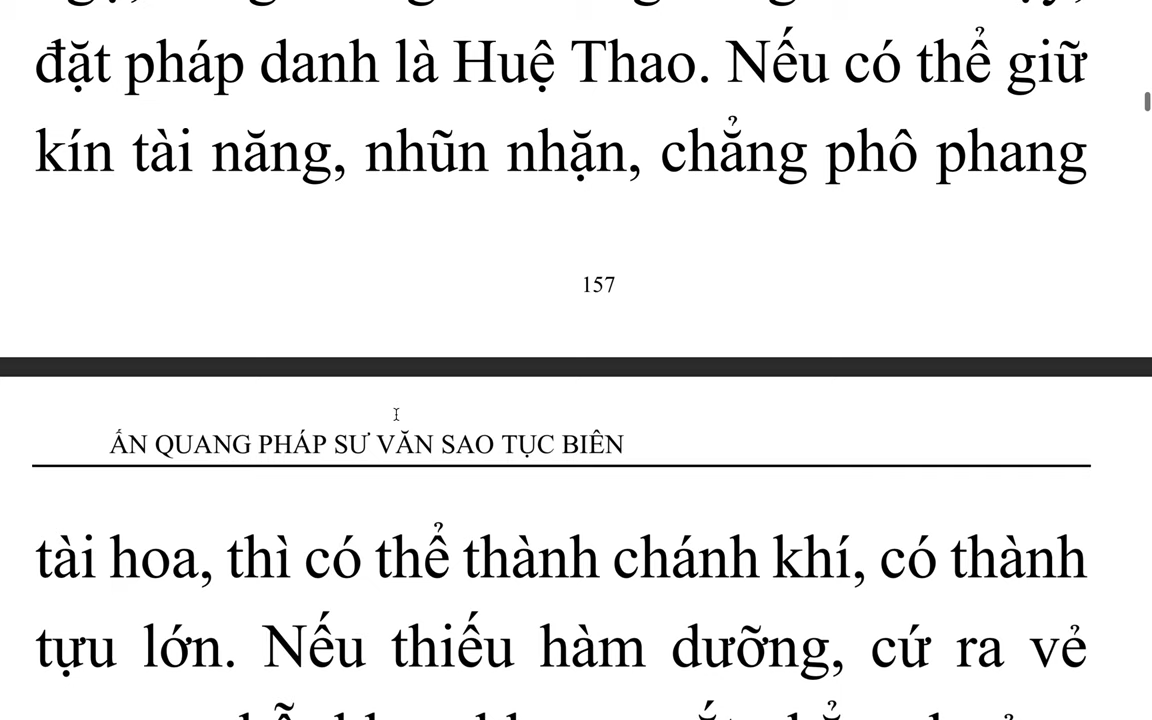 đặt pháp danh là Huệ Thao. Nếu có thể giữ
kín tài năng, nhũn nhặn, chẳng phô phang
157
ẤN QUANG PHÁP SƯ VĂN SAO TỤC BIÊN
tài hoa, thì có thể thành chánh khí, có thành
tựu lớn. Nếu thiếu hàm dưỡng, cứ ra vẻ